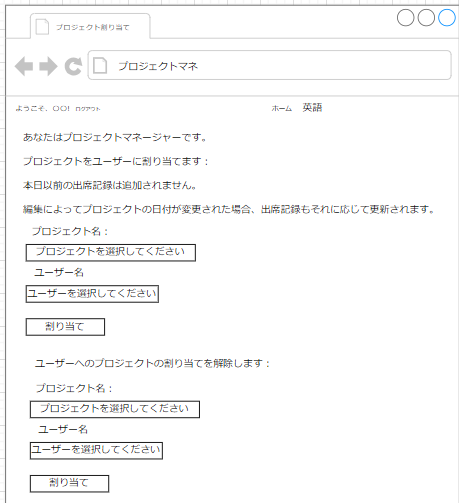 プロジェクト割り当て
プロジェクトマネ
ようこそ、〇〇! ログアウト ホーム 英語
あなたはプロジェクトマネージャーです。
プロジェクトをユーザーに割り当てます：
本日以前の出席記録は追加されません。
編集によってプロジェクトの日付が変更された場合、出席記録もそれに応じて更新されます。
プロジェクト名：
プロジェクトを選択してください
ユーザー名
ユーザーを選択してください
割り当て
ユーザーへのプロジェクトの割り当てを解除します：
プロジェクト名：
プロジェクトを選択してください
ユーザー名
ユーザーを選択してください
割り当て